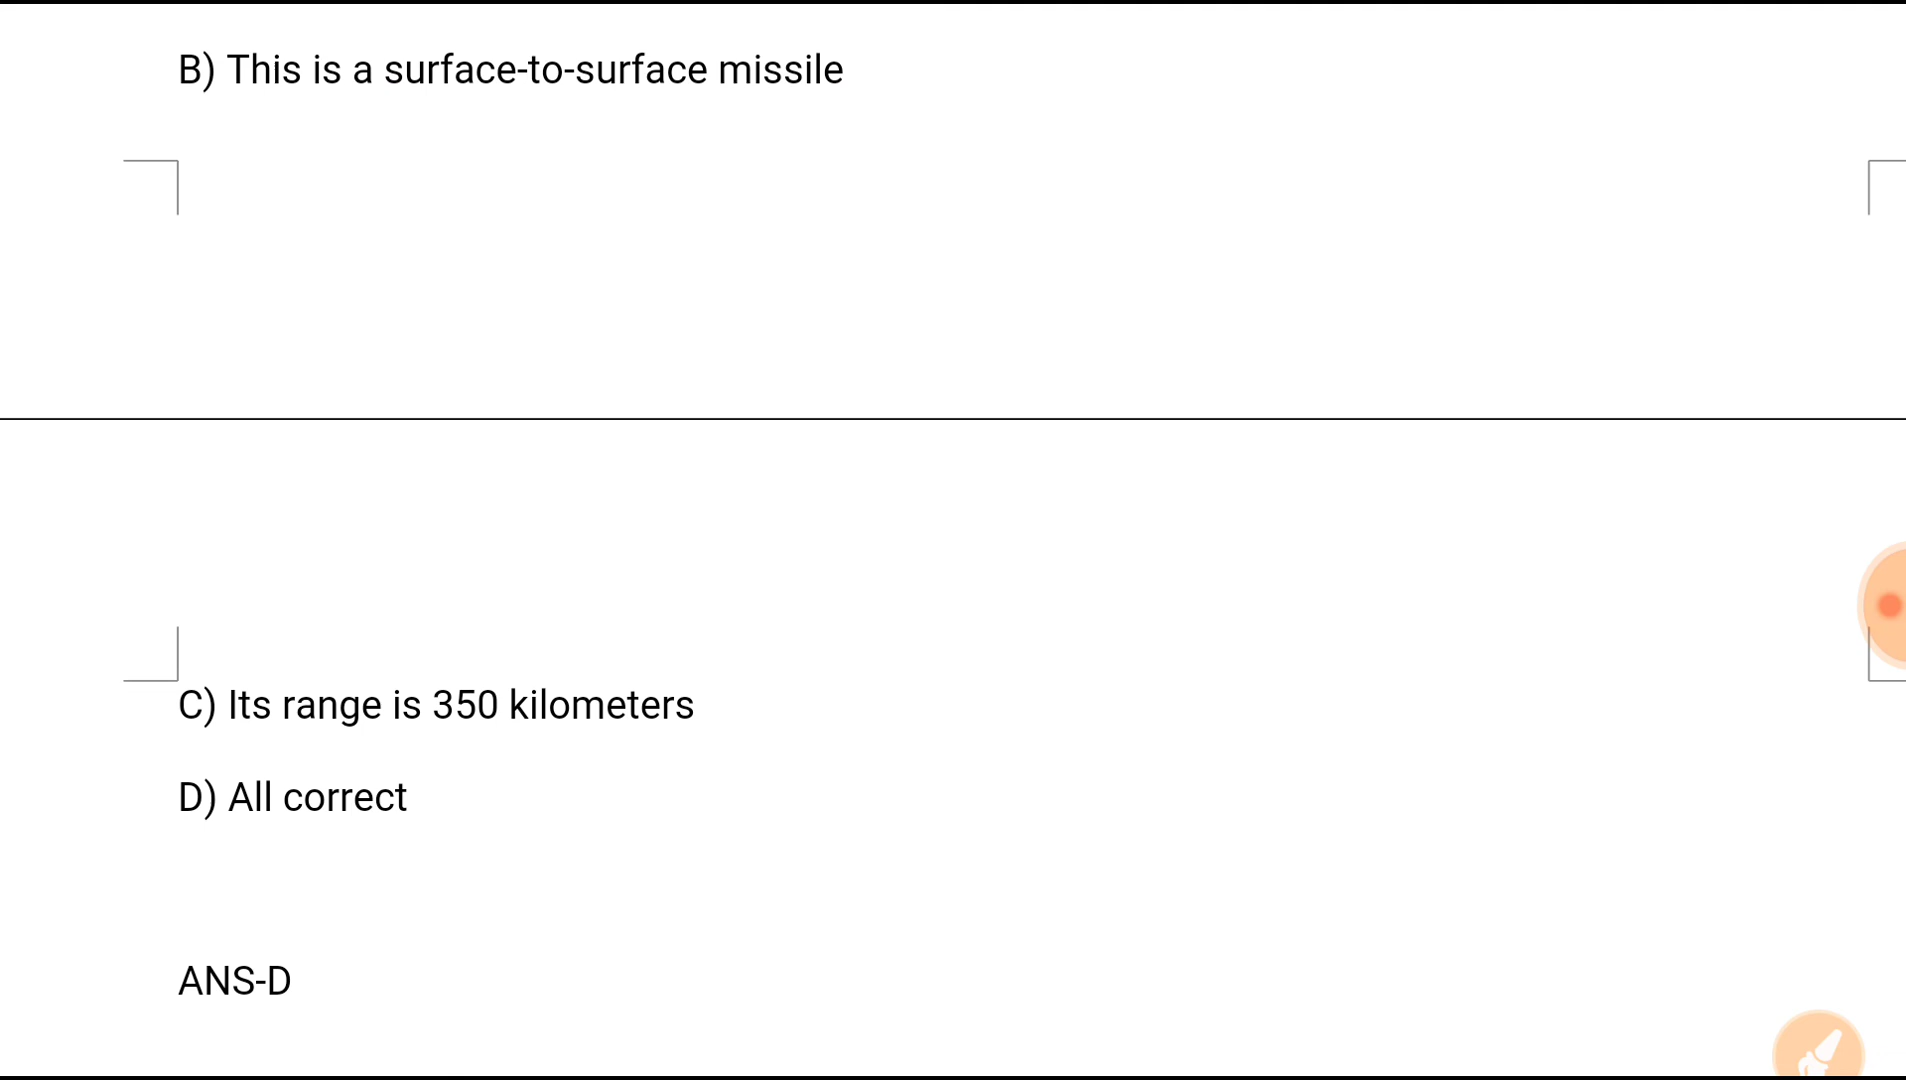 B) This is a surface-to-surface missile
C) Its range is 350 kilometers
D) All correct
ANS-D